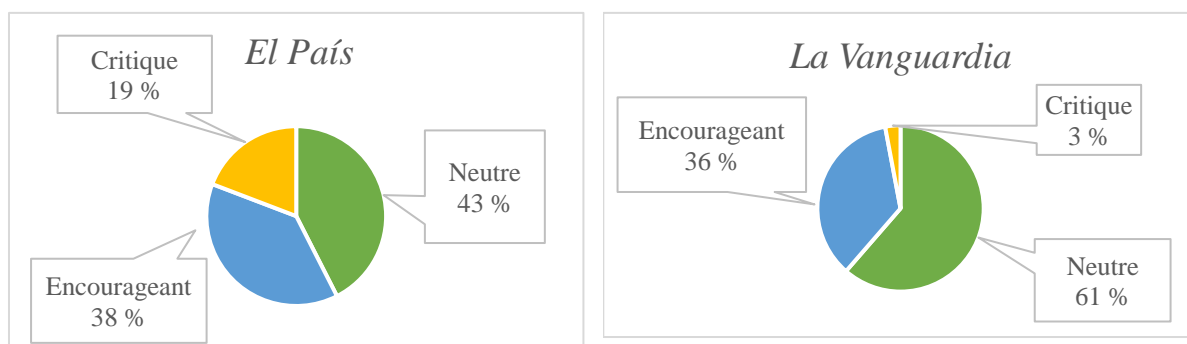 El País
Critique
19 %
Neutre
43 %
Encourageant
38 %
La Vanguardia
Critique
3 %
Encourageant
36 %
Neutre
61 %